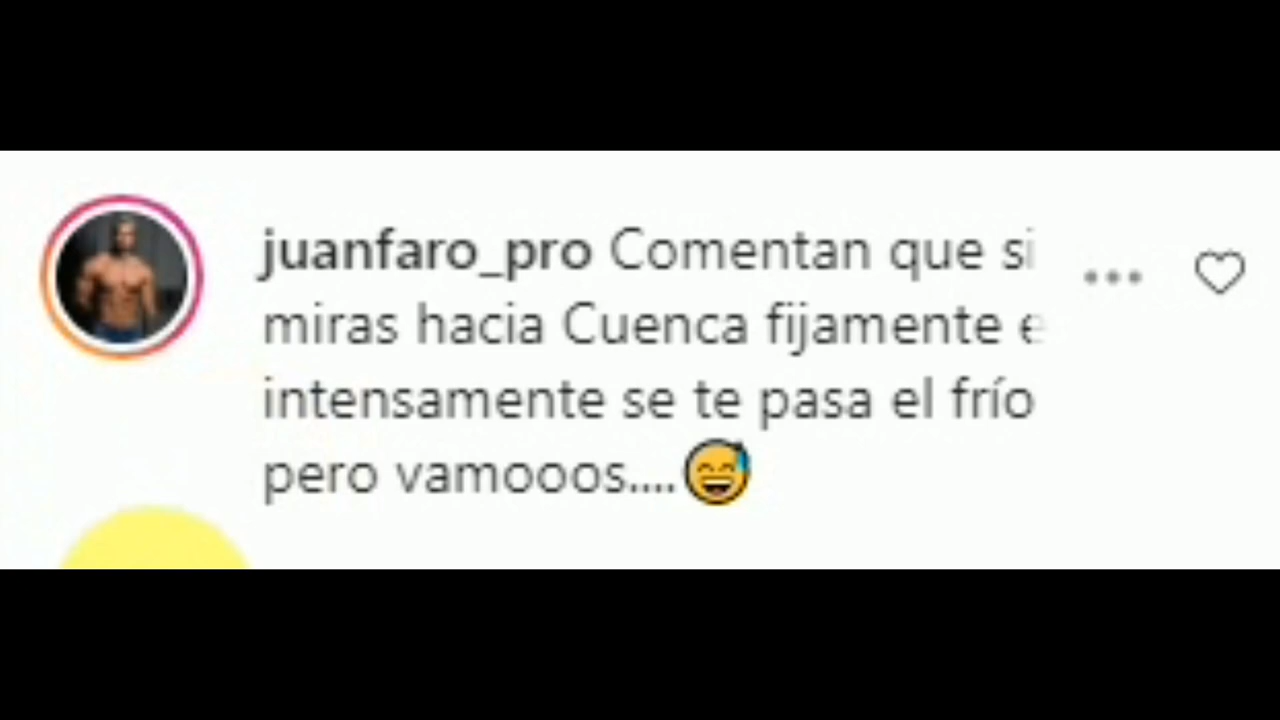 juanfaro_pro Comentan que si
miras hacia Cuenca fijamente e
intensamente se te pasa el frío
pero vamooos....😅